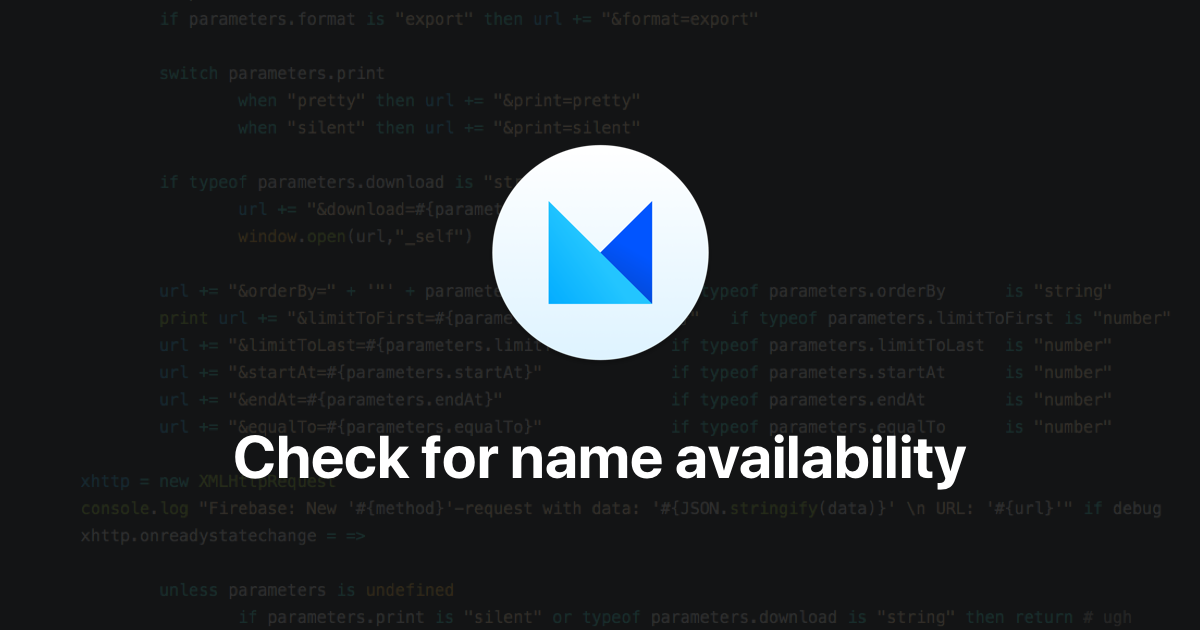 if parameters.format is "export" then url += "&format=export"
switch parameters.print
when "pretty" then url += "&print=pretty"
when "silent" then url += "&print=silent"
if typeof parameters.download is "str
url += "&download=#{paramet
window.open(url,"_self")
url += "&orderBy=" + '"' + paramete typeof parameters.orderBy is "string"
print url += "&limitToFirst=#{parame " if typeof parameters.limitToFirst is "number"
url += "&limitToLast=#{parameters.limit if typeof parameters.limitToLast is "number"
url += "&startAt=#{parameters.startAt}" if typeof parameters.startAt is "number"
url += "&endAt=#{parameters.endAt}" if typeof parameters.endAt is "number"
url += "&equalTo=#{parameters.equalTo}" if typeof parameters.equalTo is "number"
Check for name availability
xhttp = new XMLHttpRequest
console.log "Firebase: New '#{method}'-request with data: '#{JSON.stringify(data)}' \n URL: '#{url}'" if debug
xhttp.onreadystatechange = =>
unless parameters is undefined
if parameters.print is "silent" or typeof parameters.download is "string" then return # ugh